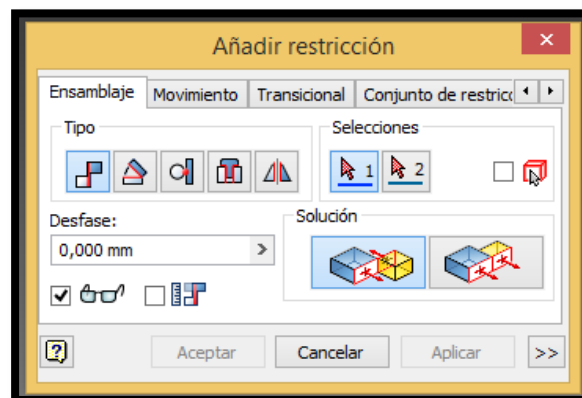 Añadir restricción
Ensamblaje Movimiento Transicional Conjunto de restricc
Tipo Selecciones
1 2
Desfase: Solución
0,000 mm >
Aceptar Cancelar Aplicar >>